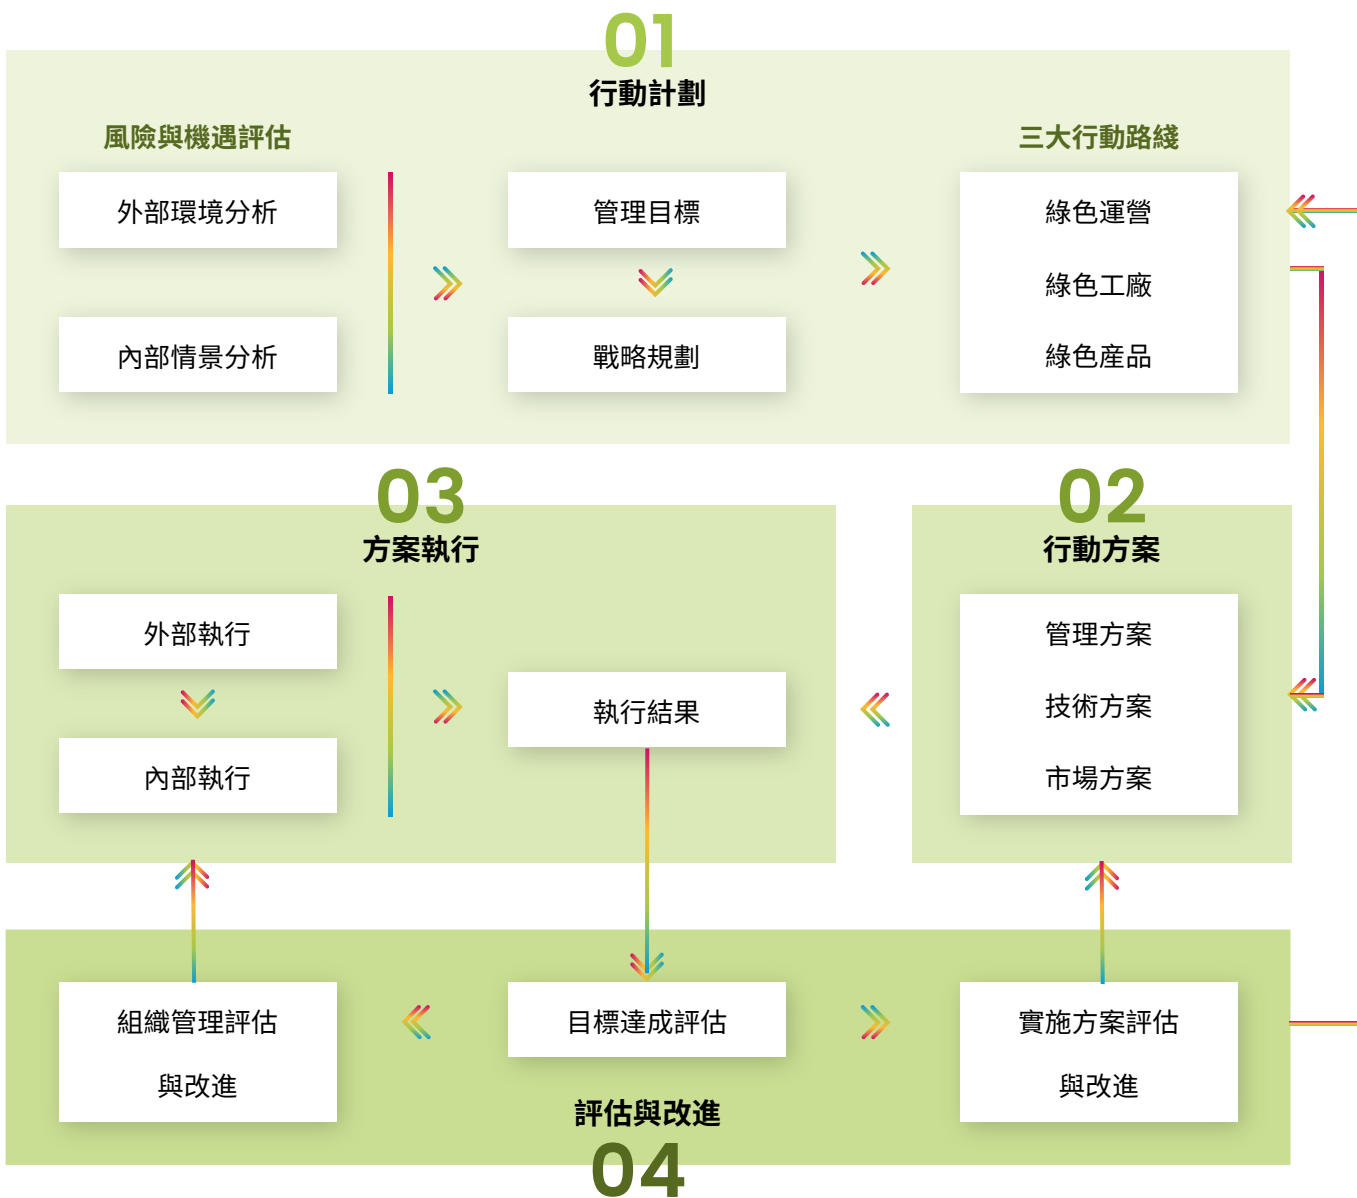 01
行動計劃
風險與機遇評估
三大行動路綫
外部環境分析
管理目標
綠色運營
綠色工廠
內部情景分析
戰略規劃
綠色産品
03
方案執行
02
行動方案
外部執行
管理方案
執行結果
技術方案
內部執行
市場方案
組織管理評估
與改進
目標達成評估
實施方案評估
與改進
評估與改進
04